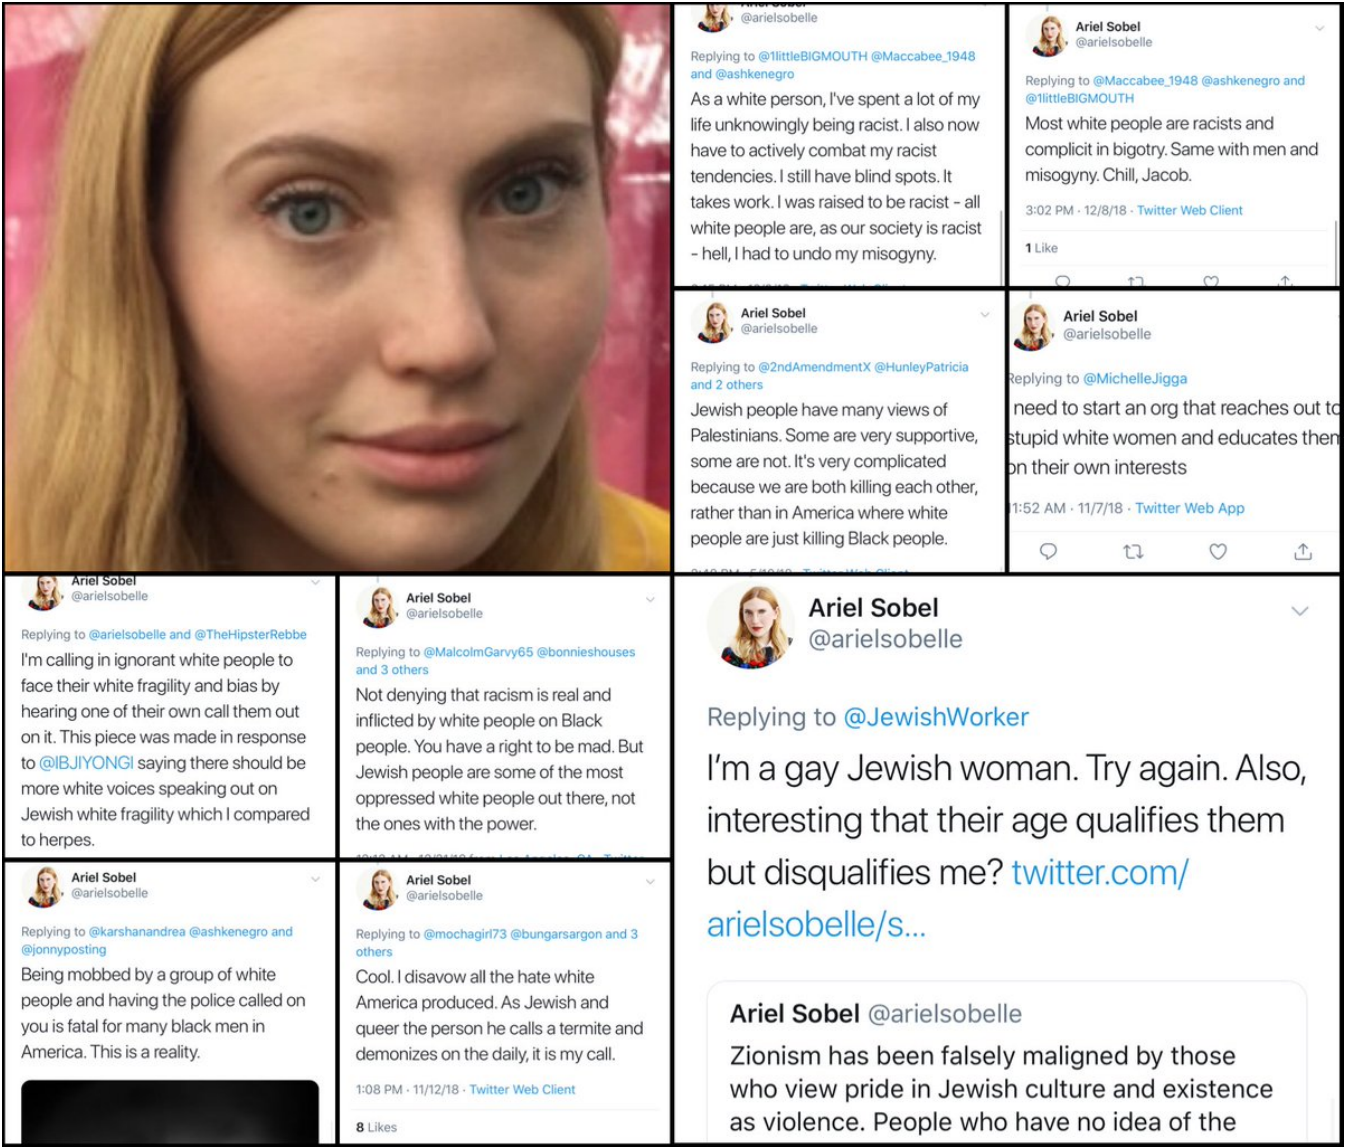 @arielsobelle
Replying to @1littleBIGMOUTH @Maccabee_1948
and @ashkenegro
As a white person, I've spent a lot of my
life unknowingly being racist. I also now
have to actively combat my racist
tendencies. I still have blind spots. It
takes work. I was raised to be racist - all
white people are, as our society is racist
- hell, I had to undo my misogyny.
Ariel Sobel
@arielsobelle
Replying to @Maccabee_1948 @ashkenegro and
@1littleBIGMOUTH
Most white people are racists and
complicit in bigotry. Same with men and
misogyny. Chill, Jacob.
3:02 PM · 12/8/18 · Twitter Web Client
1 Like
Ariel Sobel
@arielsobelle
Replying to @2ndAmendmentX @HunleyPatricia
and 2 others
Jewish people have many views of
Palestinians. Some are very supportive,
some are not. It's very complicated
because we are both killing each other,
rather than in America where white
people are just killing Black people.
Ariel Sobel
@arielsobelle
Replying to @MichelleJigga
need to start an org that reaches out to
stupid white women and educates them
on their own interests
11:52 AM · 11/7/18 · Twitter Web App
Ariel Sobel
@arielsobelle
Replying to @arielsobelle and @TheHipsterRebbe
I'm calling in ignorant white people to
face their white fragility and bias by
hearing one of their own call them out
on it. This piece was made in response
to @IBJIYONGI saying there should be
more white voices speaking out on
Jewish white fragility which I compared
to herpes.
Ariel Sobel
@arielsobelle
Replying to @MalcolmGarvy65 @bonnieshouses
and 3 others
Not denying that racism is real and
inflicted by white people on Black
people. You have a right to be mad. But
Jewish people are some of the most
oppressed white people out there, not
the ones with the power.
Ariel Sobel
@arielsobelle
Replying to @karshanandrea @ashkenegro and
@jonnyposting
Being mobbed by a group of white
people and having the police called on
you is fatal for many black men in
America. This is a reality.
Ariel Sobel
@arielsobelle
Replying to @mochagirl73 @bungarsargon and 3
others
Cool. I disavow all the hate white
America produced. As Jewish and
queer the person he calls a termite and
demonizes on the daily, it is my call.
1:08 PM · 11/12/18 · Twitter Web Client
8 Likes
Ariel Sobel
@arielsobelle
Replying to @JewishWorker
I'm a gay Jewish woman. Try again. Also,
interesting that their age qualifies them
but disqualifies me? twitter.com/
arielsobelle/s...
Ariel Sobel @arielsobelle
Zionism has been falsely maligned by those
who view pride in Jewish culture and existence
as violence. People who have no idea of the